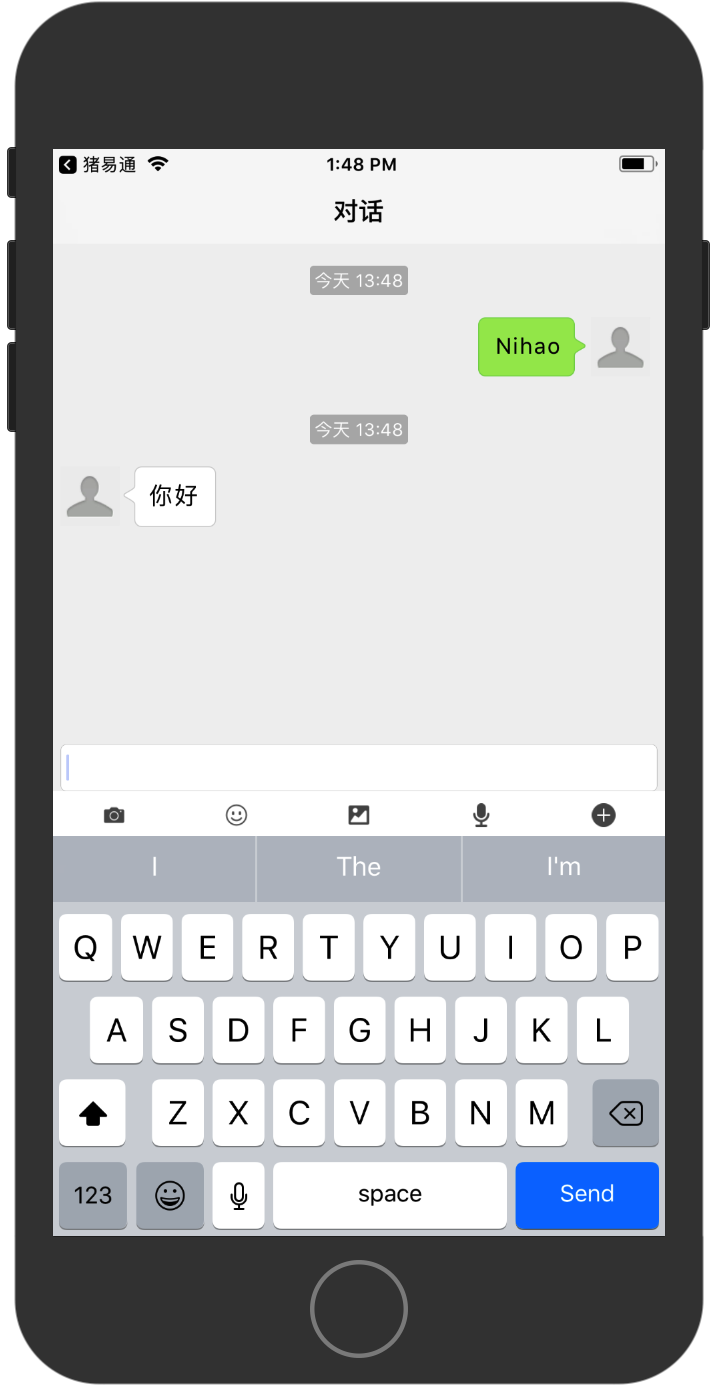 猪易通 1:48 PM
对话
今天 13:48
Nihao
今天 13:48
你好
I The I'm
Q W E R T Y U I O P
A S D F G H J K L
Z X C V B N M
123 space Send